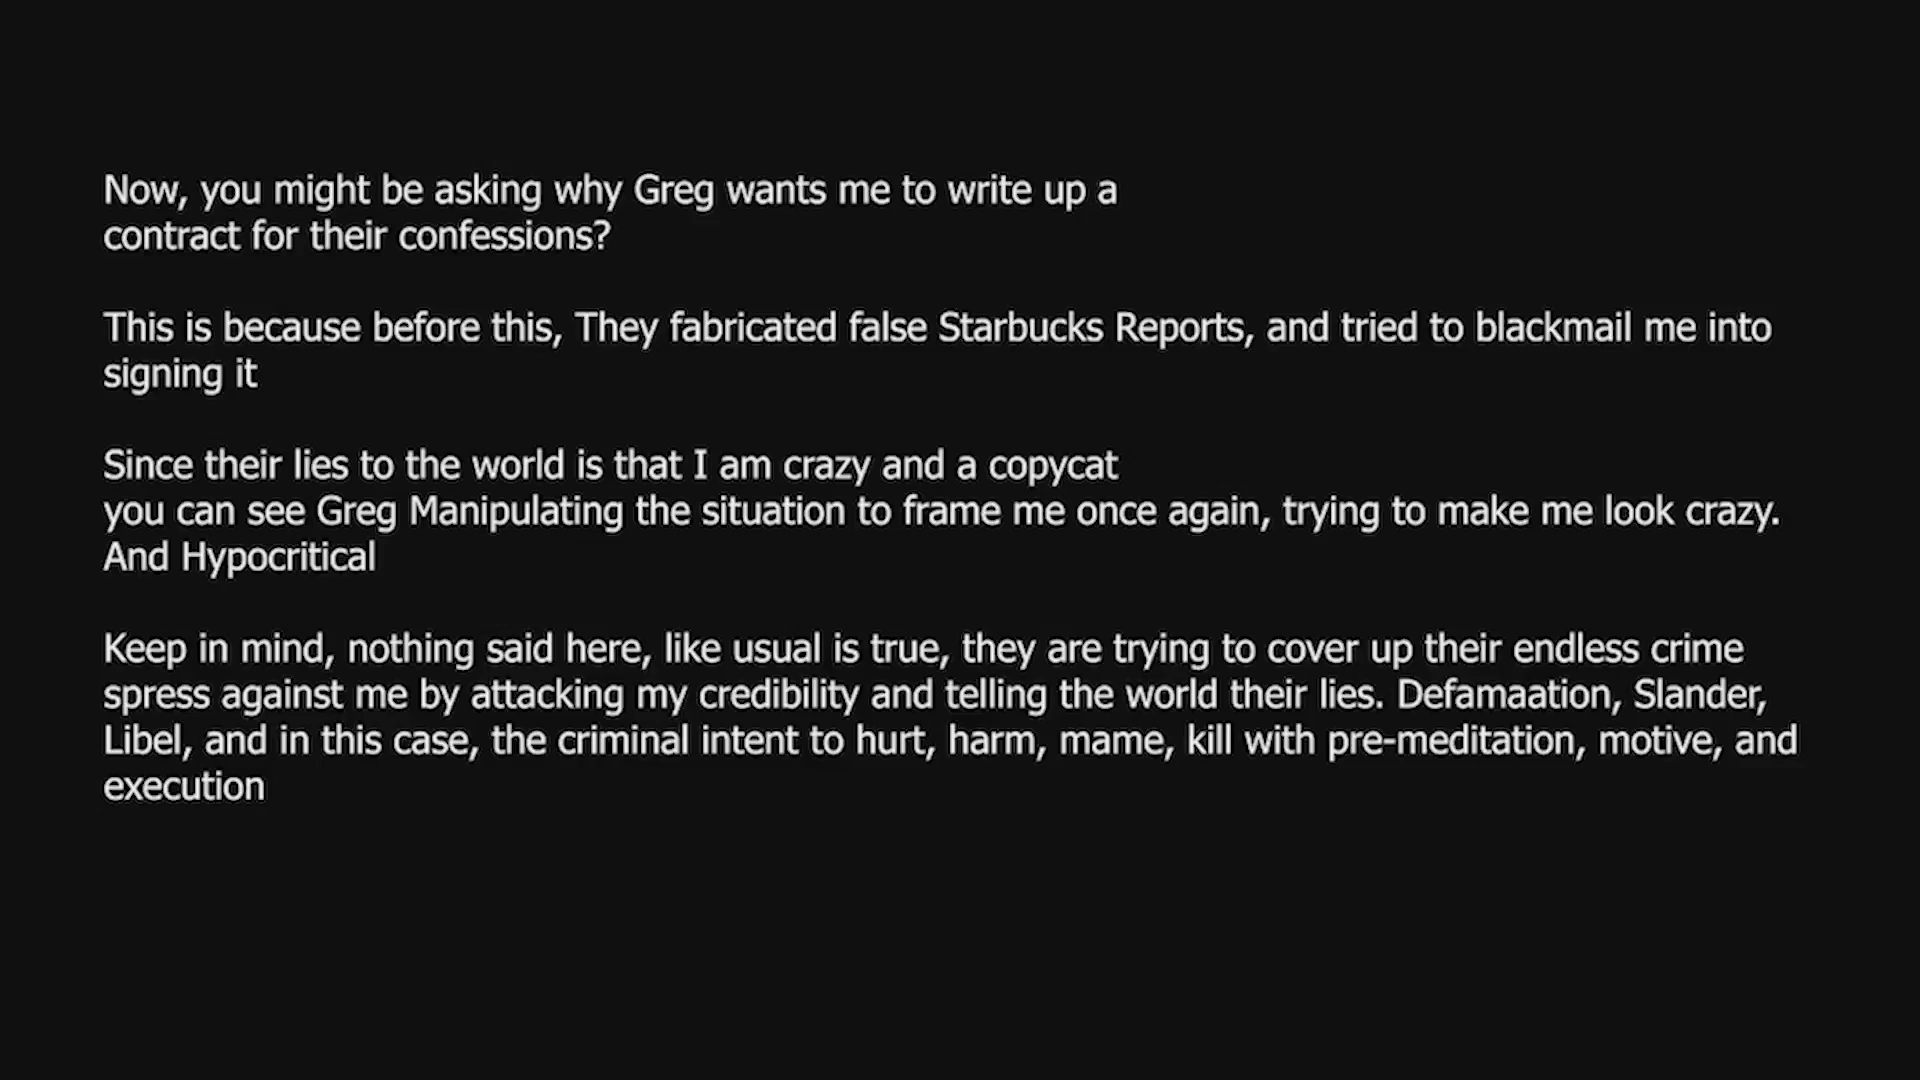 Now, you might be asking why Greg wants me to write up a
contract for their confessions?
This is because before this, They fabricated false Starbucks Reports, and tried to blackmail me into
signing it
Since their lies to the world is that I am crazy and a copycat
you can see Greg Manipulating the situation to frame me once again, trying to make me look crazy.
And Hypocritical
Keep in mind, nothing said here, like usual is true, they are trying to cover up their endless crime
spress against me by attacking my credibility and telling the world their lies. Defamaation, Slander,
Libel, and in this case, the criminal intent to hurt, harm, mame, kill with pre-meditation, motive, and
execution